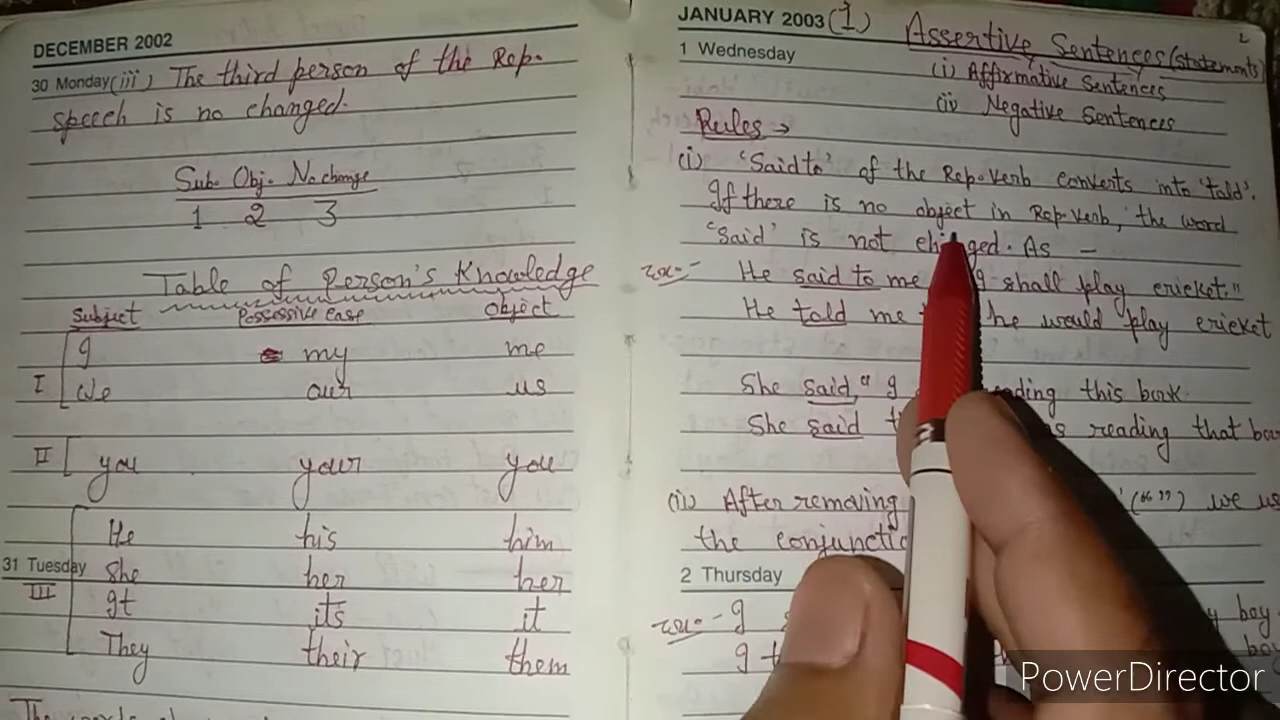 DECEMBER 2002
30 Monday (iii) The third person of the Rep.
speech is no changed.
Sub. Obj. No change
1 2 3
Table of Person's Knowledge
Subject Possessive case Object
I my me
I We our us
II you your you
He his him
31 Tuesday She her her
III It its it
They their them
JANUARY 2003 (1) Assertive Sentences (Statements) 2
1 Wednesday (i) Affirmative Sentences
(ii) Negative Sentences
Rules →
(i) 'Said to' of the Rep. verb converts into 'told'.
If there is no object in Rep. verb, the word
'Said' is not changed. As –
Ex:- He said to me shall play cricket."
He told me he would play cricket
She said, " I reading this book.
She said reading that
(ii) After removing (" ") we us
the
2 Thursday
Ex:- I boy
I
PowerDirector